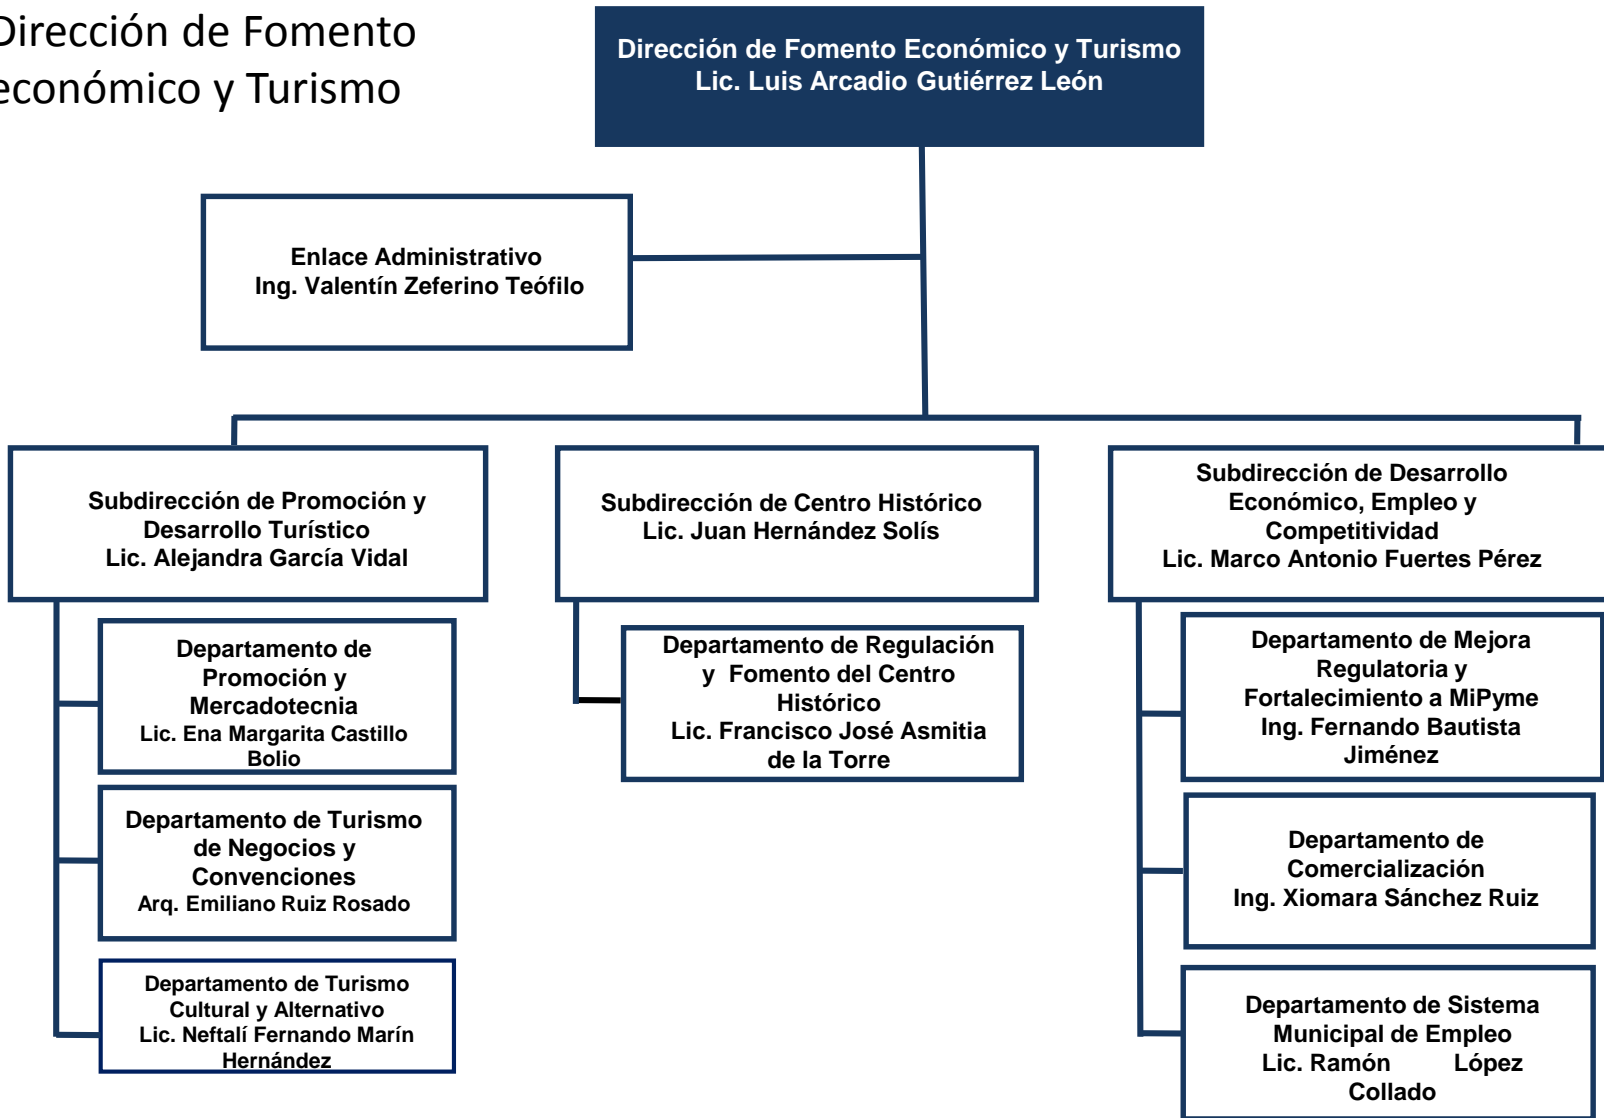 Dirección de Fomento
económico y Turismo
Dirección de Fomento Económico y Turismo
Lic. Luis Arcadio Gutiérrez León
Enlace Administrativo
Ing. Valentín Zeferino Teófilo
Subdirección de Promoción y
Desarrollo Turístico
Lic. Alejandra García Vidal
Departamento de
Promoción y
Mercadotecnia
Lic. Ena Margarita Castillo
Bolio
Departamento de Turismo
de Negocios y
Convenciones
Arq. Emiliano Ruiz Rosado
Departamento de Turismo
Cultural y Alternativo
Lic. Neftalí Fernando Marín
Hernández
Subdirección de Centro Histórico
Lic. Juan Hernández Solís
Departamento de Regulación
y Fomento del Centro
Histórico
Lic. Francisco José Asmitia
de la Torre
Subdirección de Desarrollo
Económico, Empleo y
Competitividad
Lic. Marco Antonio Fuertes Pérez
Departamento de Mejora
Regulatoria y
Fortalecimiento a MiPyme
Ing. Fernando Bautista
Jiménez
Departamento de
Comercialización
Ing. Xiomara Sánchez Ruiz
Departamento de Sistema
Municipal de Empleo
Lic. Ramón López
Collado